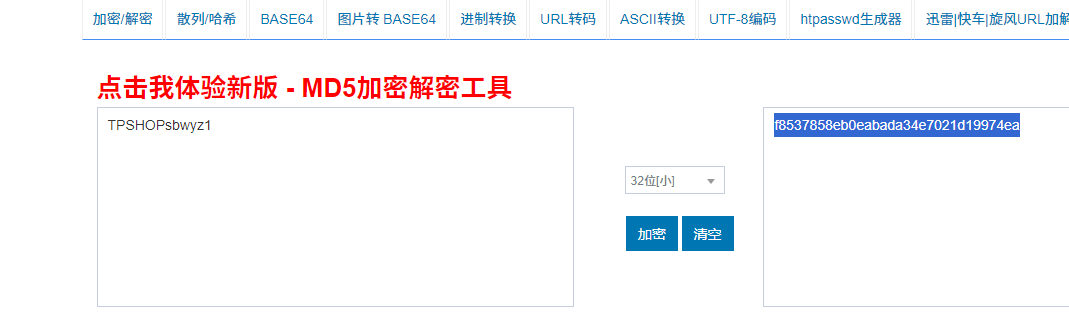 加密/解密 散列/哈希 BASE64 图片转 BASE64 进制转换 URL转码 ASCII转换 UTF-8编码 htpasswd生成器 迅雷|快车|旋风URL加解
点击我体验新版 - MD5加密解密工具
TPSHOPsbwyz1 f8537858eb0eabada34e7021d19974ea
32位[小]
加密 清空